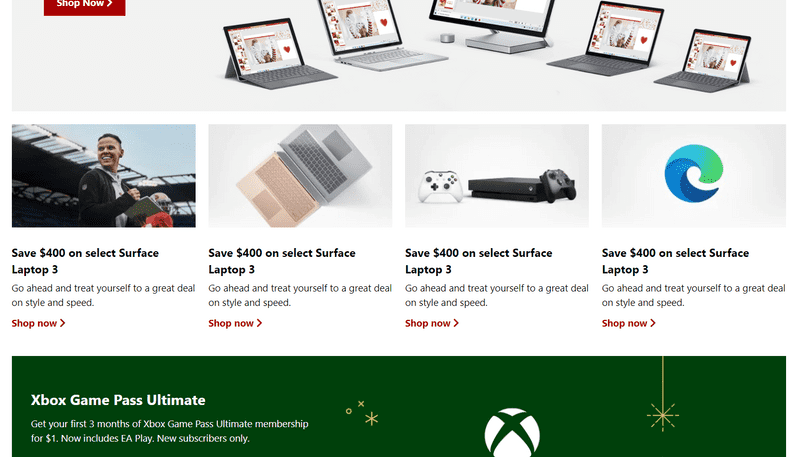 Shop Now
Save $400 on select Surface
Laptop 3
Go ahead and treat yourself to a great deal
on style and speed.
Shop now
Save $400 on select Surface
Laptop 3
Go ahead and treat yourself to a great deal
on style and speed.
Shop now
Save $400 on select Surface
Laptop 3
Go ahead and treat yourself to a great deal
on style and speed.
Shop now
Save $400 on select Surface
Laptop 3
Go ahead and treat yourself to a great deal
on style and speed.
Shop now
Xbox Game Pass Ultimate
Get your first 3 months of Xbox Game Pass Ultimate membership
for $1. Now includes EA Play. New subscribers only.